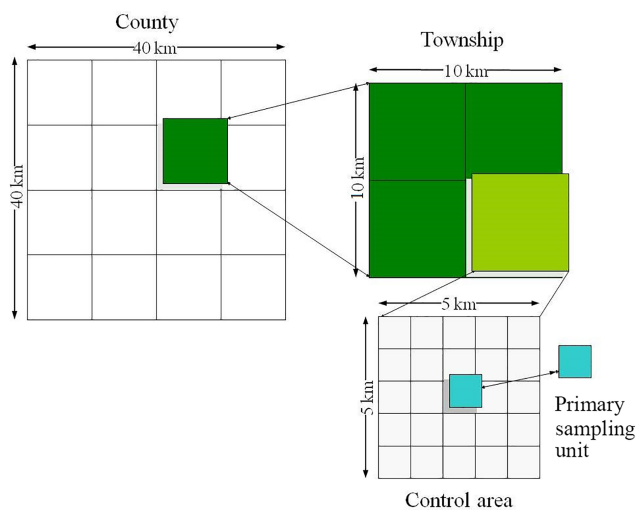 County
40 km
40 km
Township
10 km
10 km
5 km
5 km
Primary
sampling
unit
Control area